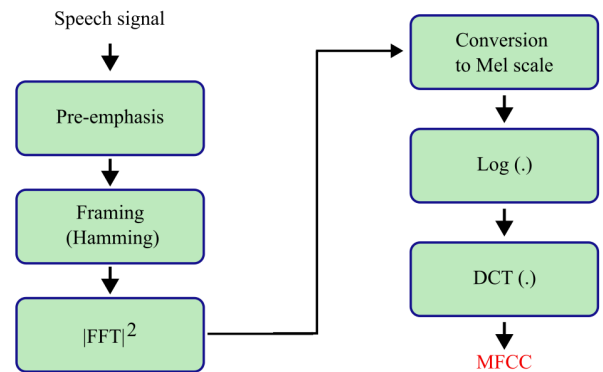 Speech signal
Pre-emphasis
Framing
(Hamming)
|FFT|²
Conversion
to Mel scale
Log (.)
DCT (.)
MFCC